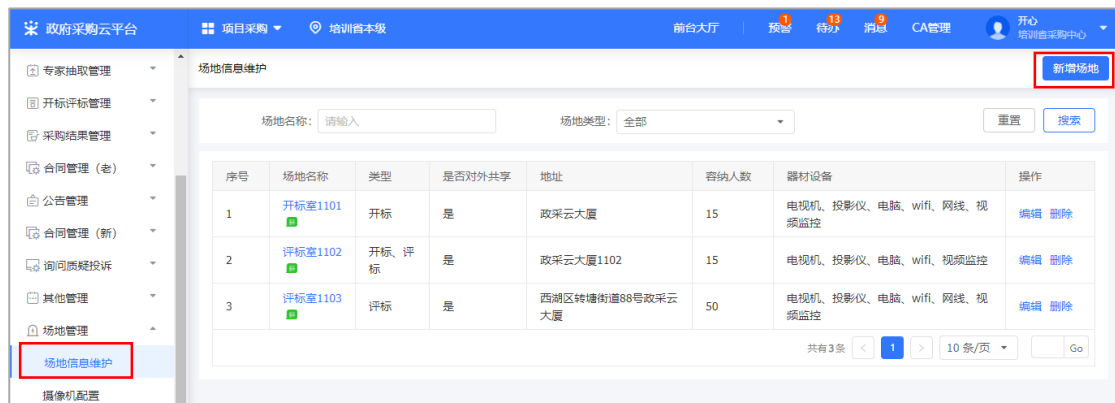 政府采购云平台
项目采购
培训省本级
前台大厅
预警 1
待办 13
消息 9
CA管理
开心
培训省采购中心
专家抽取管理
开标评标管理
采购结果管理
合同管理（老）
公告管理
合同管理（新）
询问质疑投诉
其他管理
场地管理
场地信息维护
摄像机配置
场地信息维护
新增场地
场地名称： 请输入
场地类型： 全部
重置 搜索
序号 场地名称 类型 是否对外共享 地址 容纳人数 器材设备 操作
1 开标室1101 开标 是 政采云大厦 15 电视机、投影仪、电脑、wifi、网线、视
频监控 编辑 删除
2 评标室1102 开标、评
标 是 政采云大厦1102 15 电视机、投影仪、电脑、wifi、视频监控 编辑 删除
3 评标室1103 评标 是 西湖区转塘街道88号政采云
大厦 50 电视机、投影仪、电脑、wifi、网线、视
频监控 编辑 删除
共有3条 < 1 > 10 条/页 Go